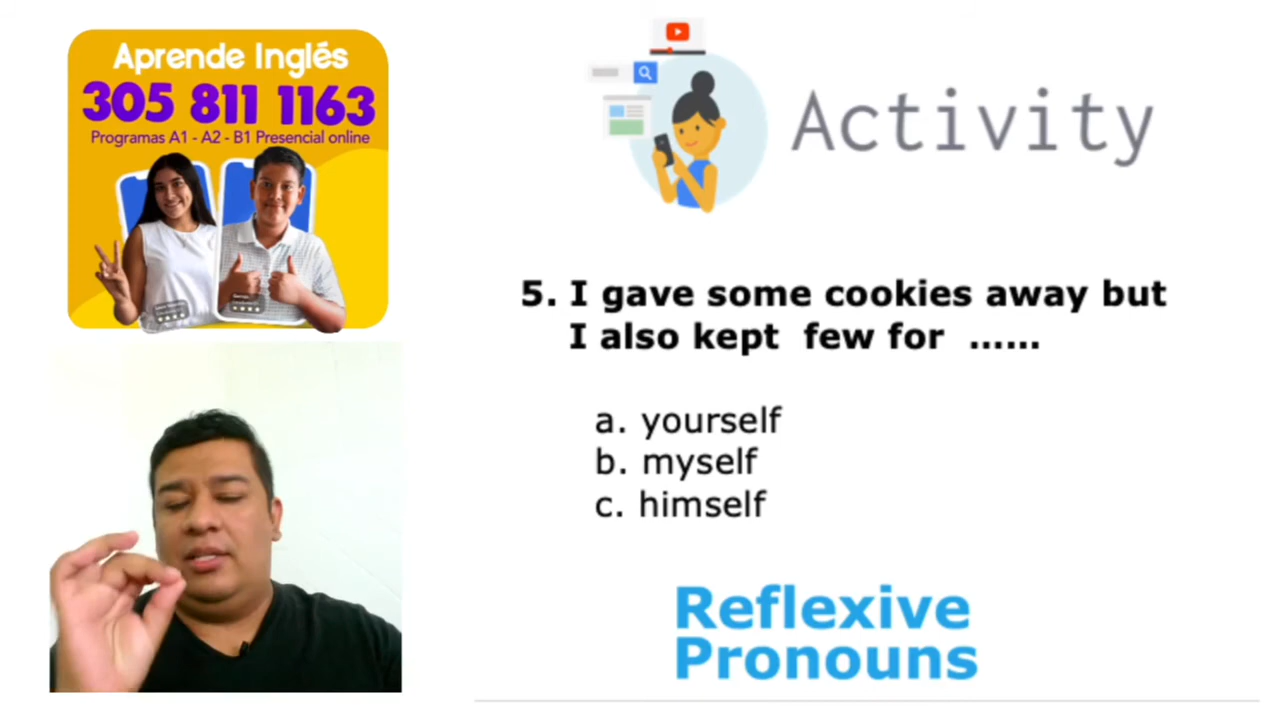 Aprende Inglés
305 811 1163
Programas A1 - A2 - B1 Presencial online
Activity
5. I gave some cookies away but
I also kept few for ......
a. yourself
b. myself
c. himself
Reflexive
Pronouns